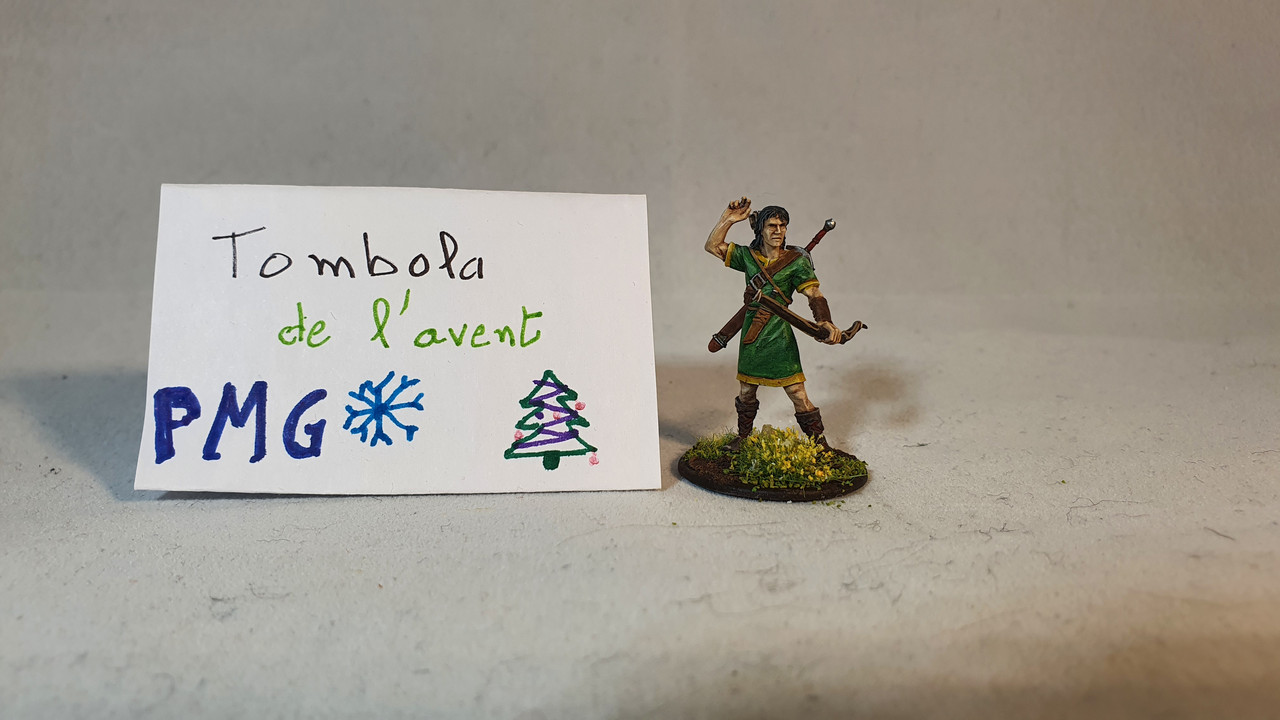 Tombola
de l'avent
PMG